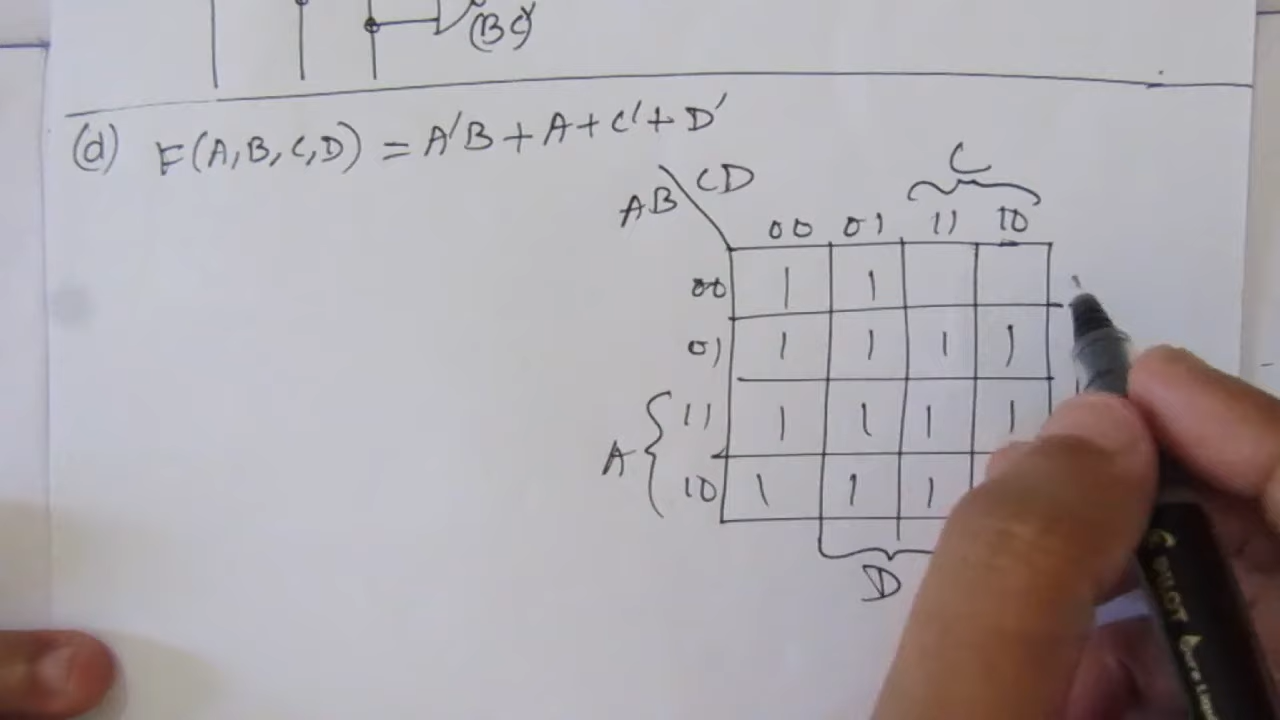 (BC)'
(d) F(A,B,C,D) = A'B + A + C' + D'
C
AB \ CD
00 01 11 10
00 1 1
01 1 1 1 1
A { 11 1 1 1 1
10 1 1 1
D
PILOT